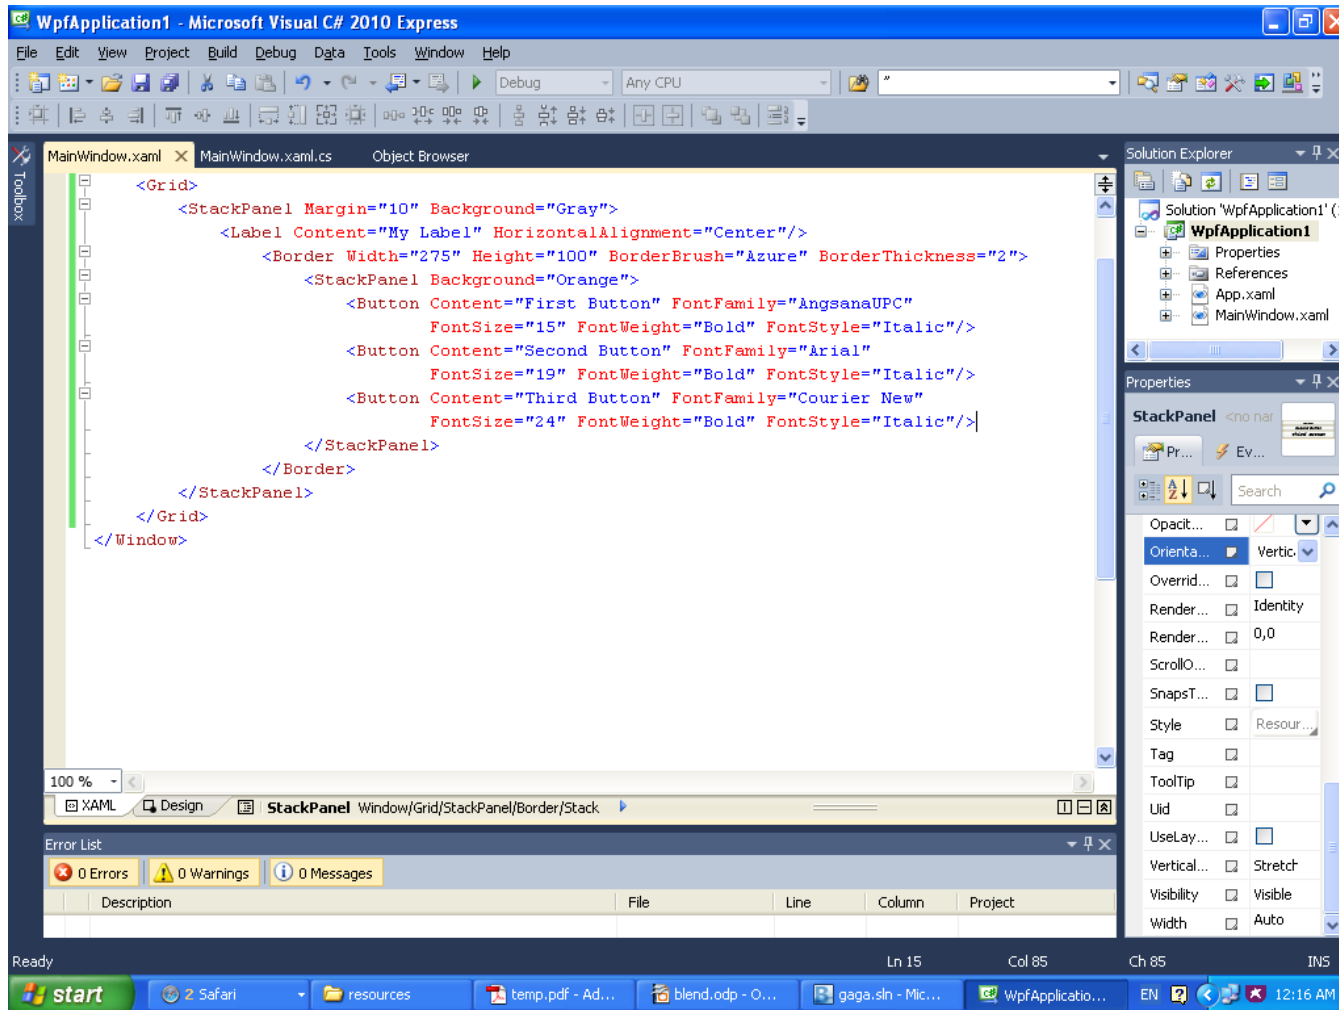 WpfApplication1 - Microsoft Visual C# 2010 Express
File Edit View Project Build Debug Data Tools Window Help
Debug Any CPU "
Toolbox
MainWindow.xaml MainWindow.xaml.cs Object Browser
<Grid>
<StackPanel Margin="10" Background="Gray">
<Label Content="My Label" HorizontalAlignment="Center"/>
<Border Width="275" Height="100" BorderBrush="Azure" BorderThickness="2">
<StackPanel Background="Orange">
<Button Content="First Button" FontFamily="AngsanaUPC"
FontSize="15" FontWeight="Bold" FontStyle="Italic"/>
<Button Content="Second Button" FontFamily="Arial"
FontSize="19" FontWeight="Bold" FontStyle="Italic"/>
<Button Content="Third Button" FontFamily="Courier New"
FontSize="24" FontWeight="Bold" FontStyle="Italic"/>
</StackPanel>
</Border>
</StackPanel>
</Grid>
</Window>
100 %
XAML Design StackPanel Window/Grid/StackPanel/Border/Stack
Error List
0 Errors 0 Warnings 0 Messages
Description File Line Column Project
Solution Explorer
Solution 'WpfApplication1' (
WpfApplication1
Properties
References
App.xaml
MainWindow.xaml
Properties
StackPanel <no nar
Pr... Ev...
Search
Opacit...
Orienta... Vertic
Overrid...
Render... Identity
Render... 0,0
ScrollO...
SnapsT...
Style Resour...
Tag
ToolTip
Uid
UseLay...
Vertical... Stretch
Visibility Visible
Width Auto
Ready Ln 15 Col 85 Ch 85 INS
start 2 Safari resources temp.pdf - Ad... blend.odp - O... gaga.sln - Mic... WpfApplicatio... EN 12:16 AM